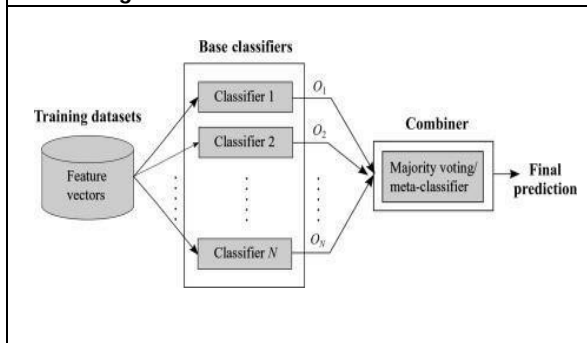 Base classifiers
Training datasets
Feature
vectors
Classifier 1
Classifier 2
Classifier N
O1
O2
ON
Combiner
Majority voting/
meta-classifier
Final
prediction